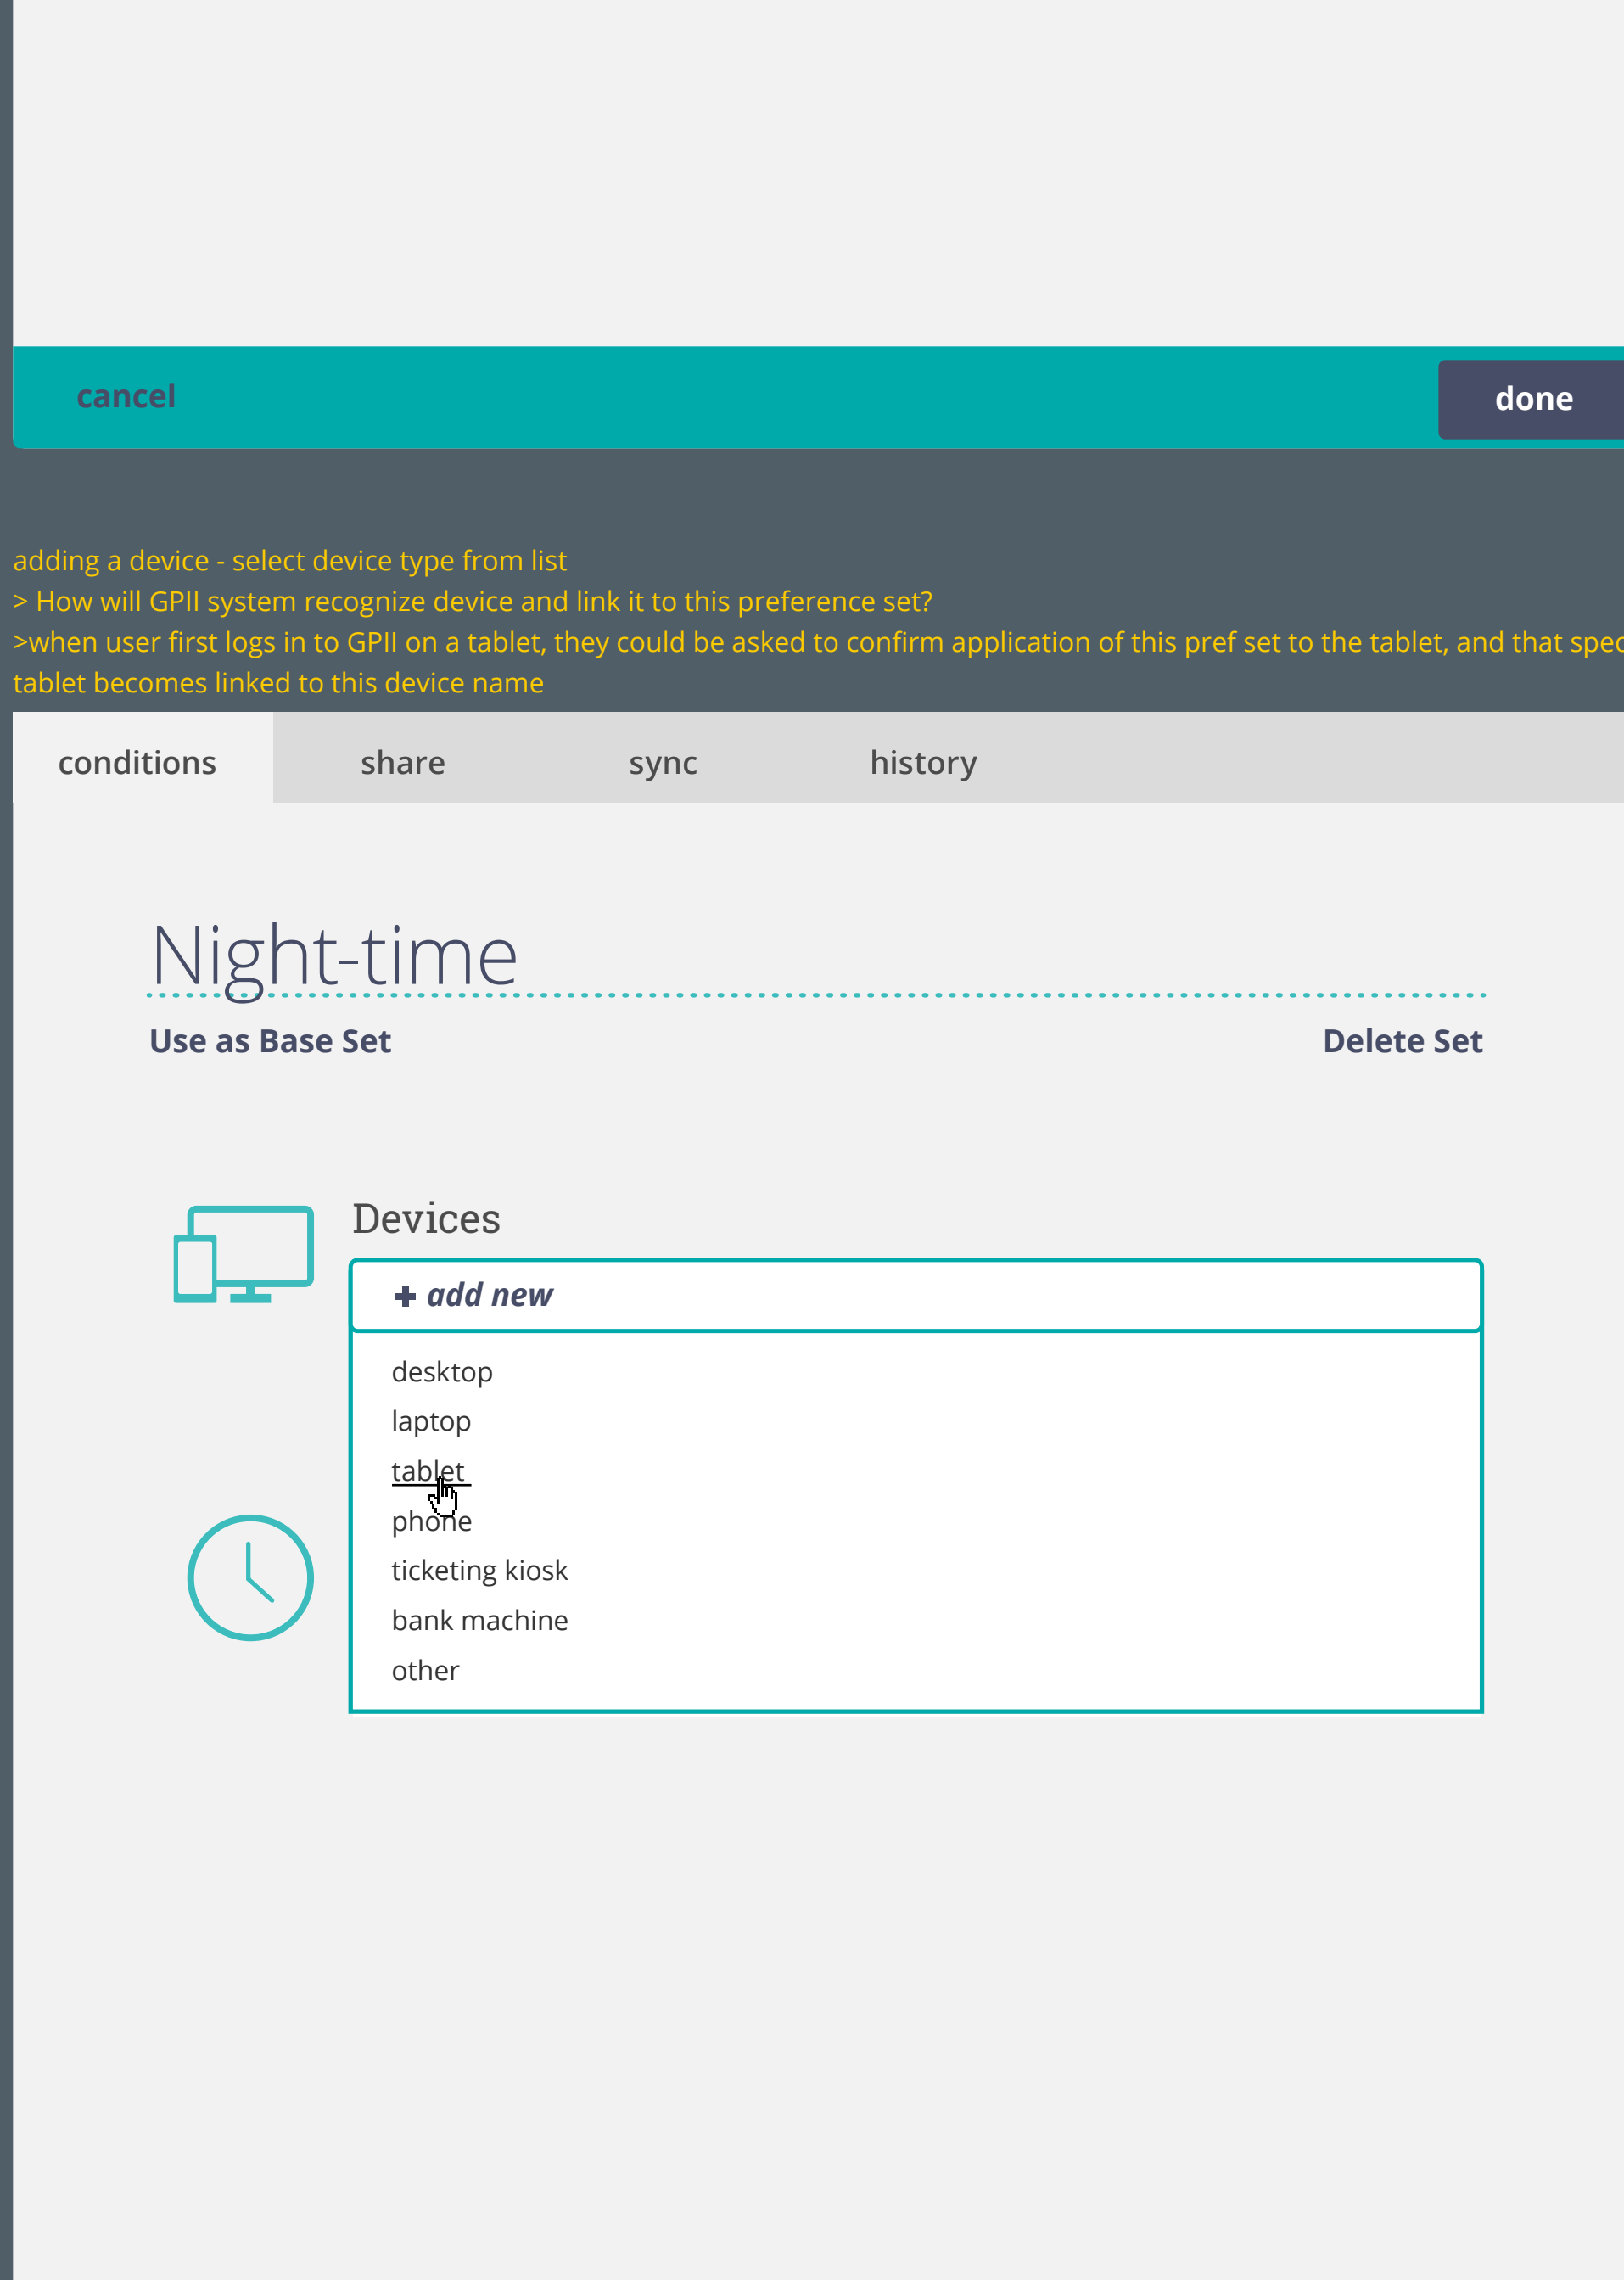 cancel
done
adding a device - select device type from list
> How will GPII system recognize device and link it to this preference set?
>when user first logs in to GPII on a tablet, they could be asked to confirm application of this pref set to the tablet, and that
tablet becomes linked to this device name
conditions share sync history
Night-time
Use as Base Set Delete Set
Devices
+ add new
desktop
laptop
tablet
phone
ticketing kiosk
bank machine
other